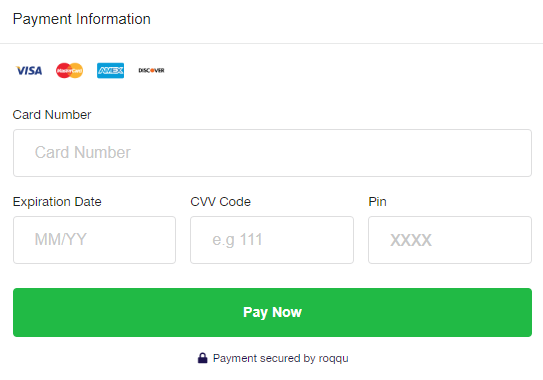 Payment Information
VISA MasterCard AMEX DISCOVER
Card Number
Card Number
Expiration Date CVV Code Pin
MM/YY e.g 111 XXXX
Pay Now
Payment secured by roqqu